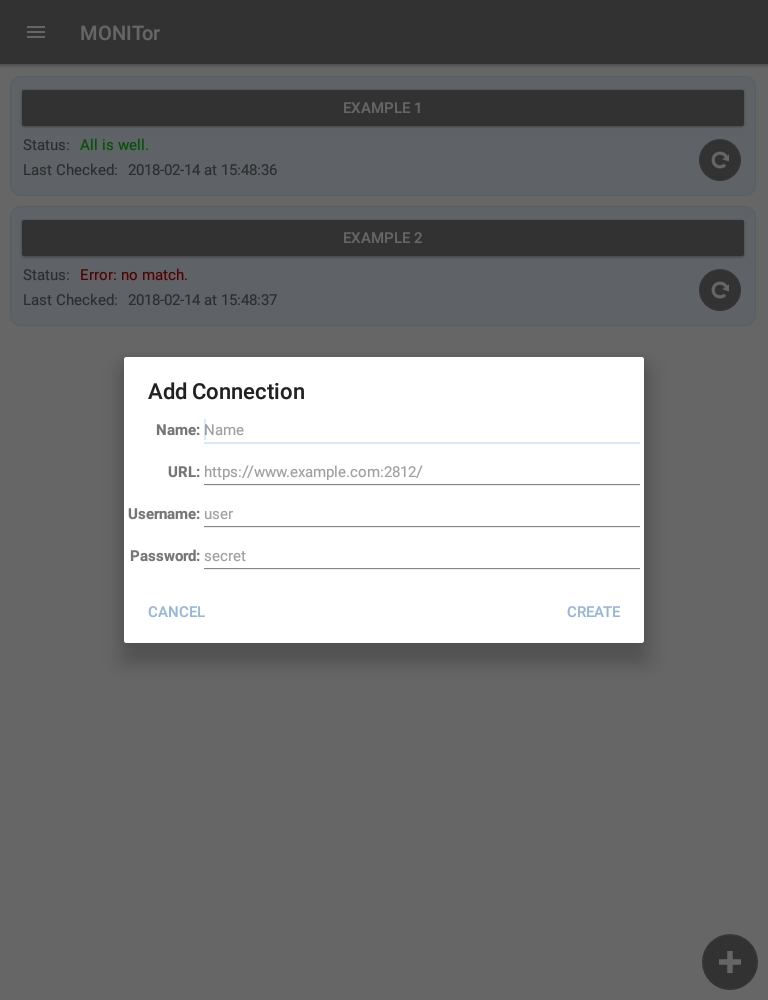 MONITor
EXAMPLE 1
Status: All is well.
Last Checked: 2018-02-14 at 15:48:36
EXAMPLE 2
Status: Error: no match.
Last Checked: 2018-02-14 at 15:48:37
Add Connection
Name: Name
URL: https://www.example.com:2812/
Username: user
Password: secret
CANCEL CREATE